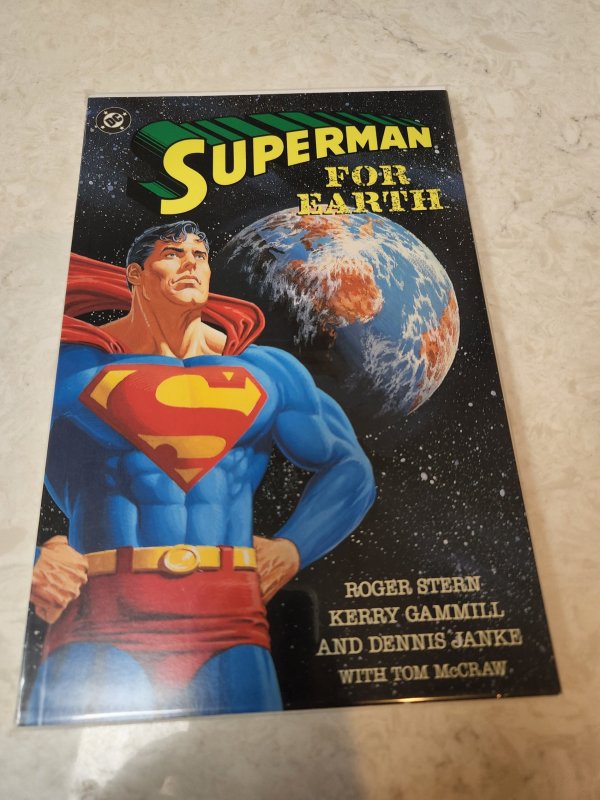 DC
SUPERMAN
FOR
EARTH
S
ROGER STERN
KERRY GAMMILL
AND DENNIS JANKE
WITH TOM McCRAW